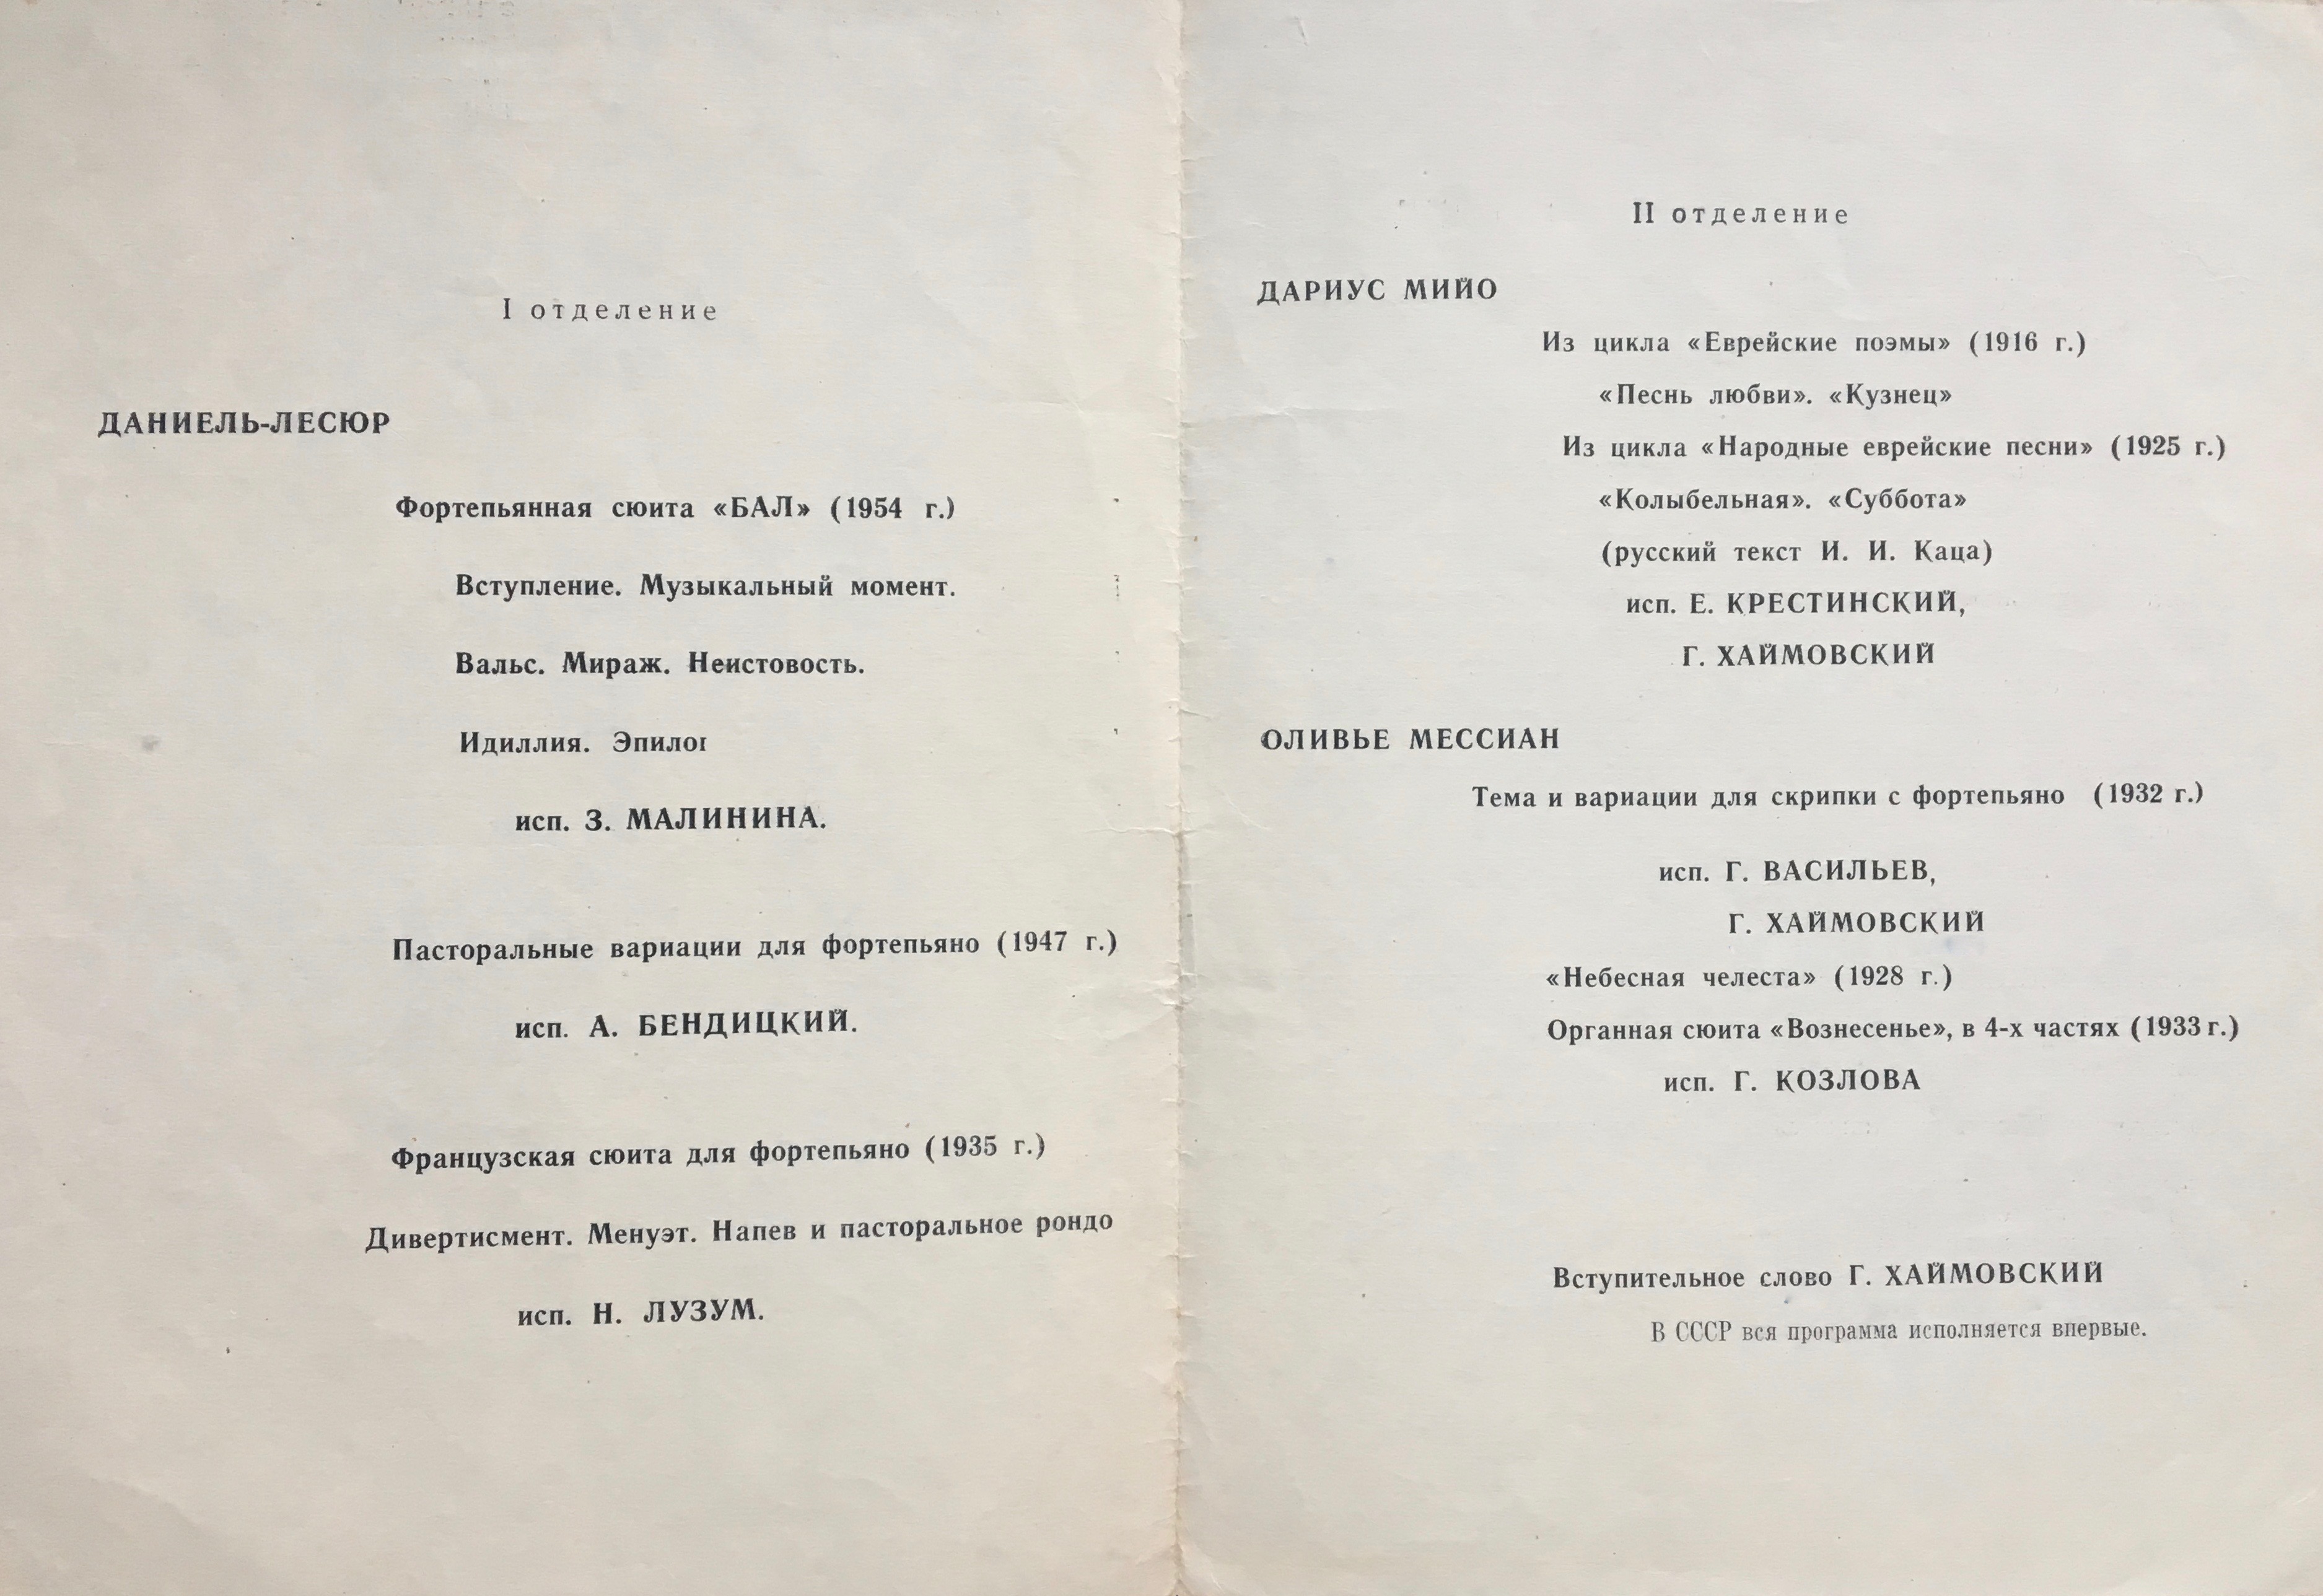 I отделение
ДАНИЕЛЬ-ЛЕСЮР
Фортепьянная сюита «БАЛ» (1954 г.)
Вступление. Музыкальный момент.
Вальс. Мираж. Неистовость.
Идиллия. Эпилог
исп. З. МАЛИНИНА.
Пасторальные вариации для фортепьяно (1947 г.)
исп. А. БЕНДИЦКИЙ.
Французская сюита для фортепьяно (1935 г.)
Дивертисмент. Менуэт. Напев и пасторальное рондо
исп. Н. ЛУЗУМ.
II отделение
ДАРИУС МИЙО
Из цикла «Еврейские поэмы» (1916 г.)
«Песнь любви». «Кузнец»
Из цикла «Народные еврейские песни» (1925 г.)
«Колыбельная». «Суббота»
(русский текст И. И. Каца)
исп. Е. КРЕСТИНСКИЙ,
Г. ХАЙМОВСКИЙ
ОЛИВЬЕ МЕССИАН
Тема и вариации для скрипки с фортепьяно (1932 г.)
исп. Г. ВАСИЛЬЕВ,
Г. ХАЙМОВСКИЙ
«Небесная челеста» (1928 г.)
Органная сюита «Вознесенье», в 4-х частях (1933 г.)
исп. Г. КОЗЛОВА
Вступительное слово Г. ХАЙМОВСКИЙ
В СССР вся программа исполняется впервые.